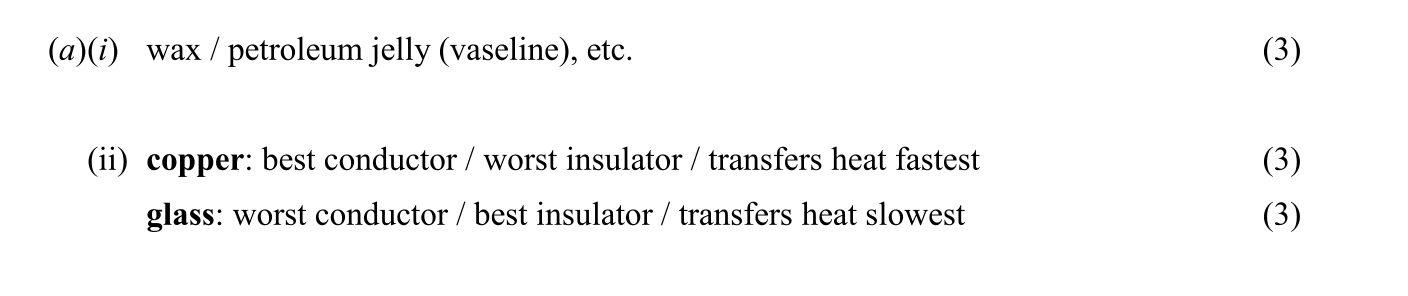 (a)(i) wax / petroleum jelly (vaseline), etc. (3)
(ii) copper: best conductor / worst insulator / transfers heat fastest (3)
glass: worst conductor / best insulator / transfers heat slowest (3)